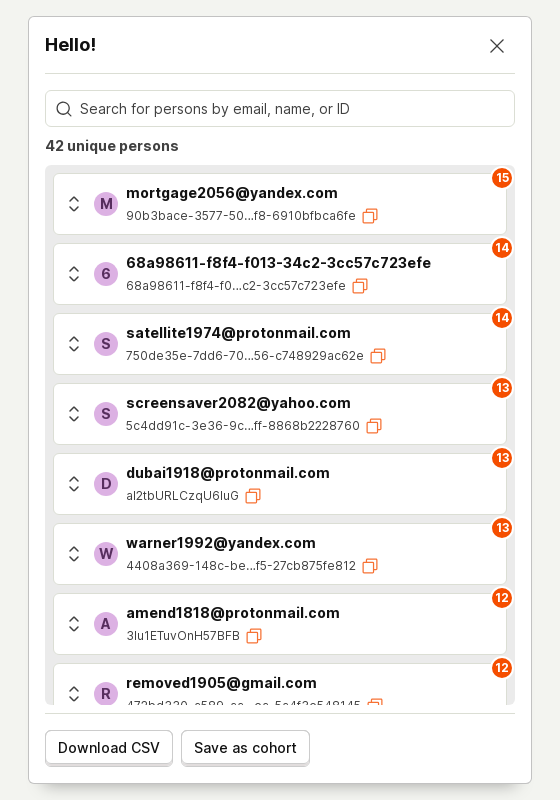 Hello!
Search for persons by email, name, or ID
42 unique persons
15
M mortgage2056@yandex.com
90b3bace-3577-50...f8-6910bfbca6fe
14
6 68a98611-f8f4-f013-34c2-3cc57c723efe
68a98611-f8f4-f0...c2-3cc57c723efe
14
S satellite1974@protonmail.com
750de35e-7dd6-70...56-c748929ac62e
13
S screensaver2082@yahoo.com
5c4dd91c-3e36-9c...ff-8868b2228760
13
D dubai1918@protonmail.com
al2tbURLCzqU6IuG
13
W warner1992@yandex.com
4408a369-148c-be...f5-27cb875fe812
12
A amend1818@protonmail.com
3lu1ETuvOnH57BFB
12
R removed1905@gmail.com
Download CSV Save as cohort